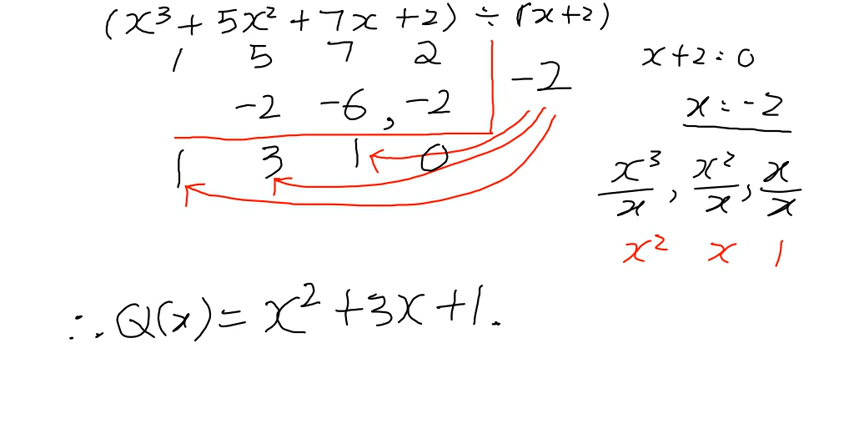 (x³ + 5x² + 7x + 2) ÷ (x+2)
1 5 7 2
-2 -6, -2 -2
1 3 1 0
x+2=0
x=-2
x³/x, x²/x, x/x
x² x 1
∴ Q(x) = x² + 3x + 1.